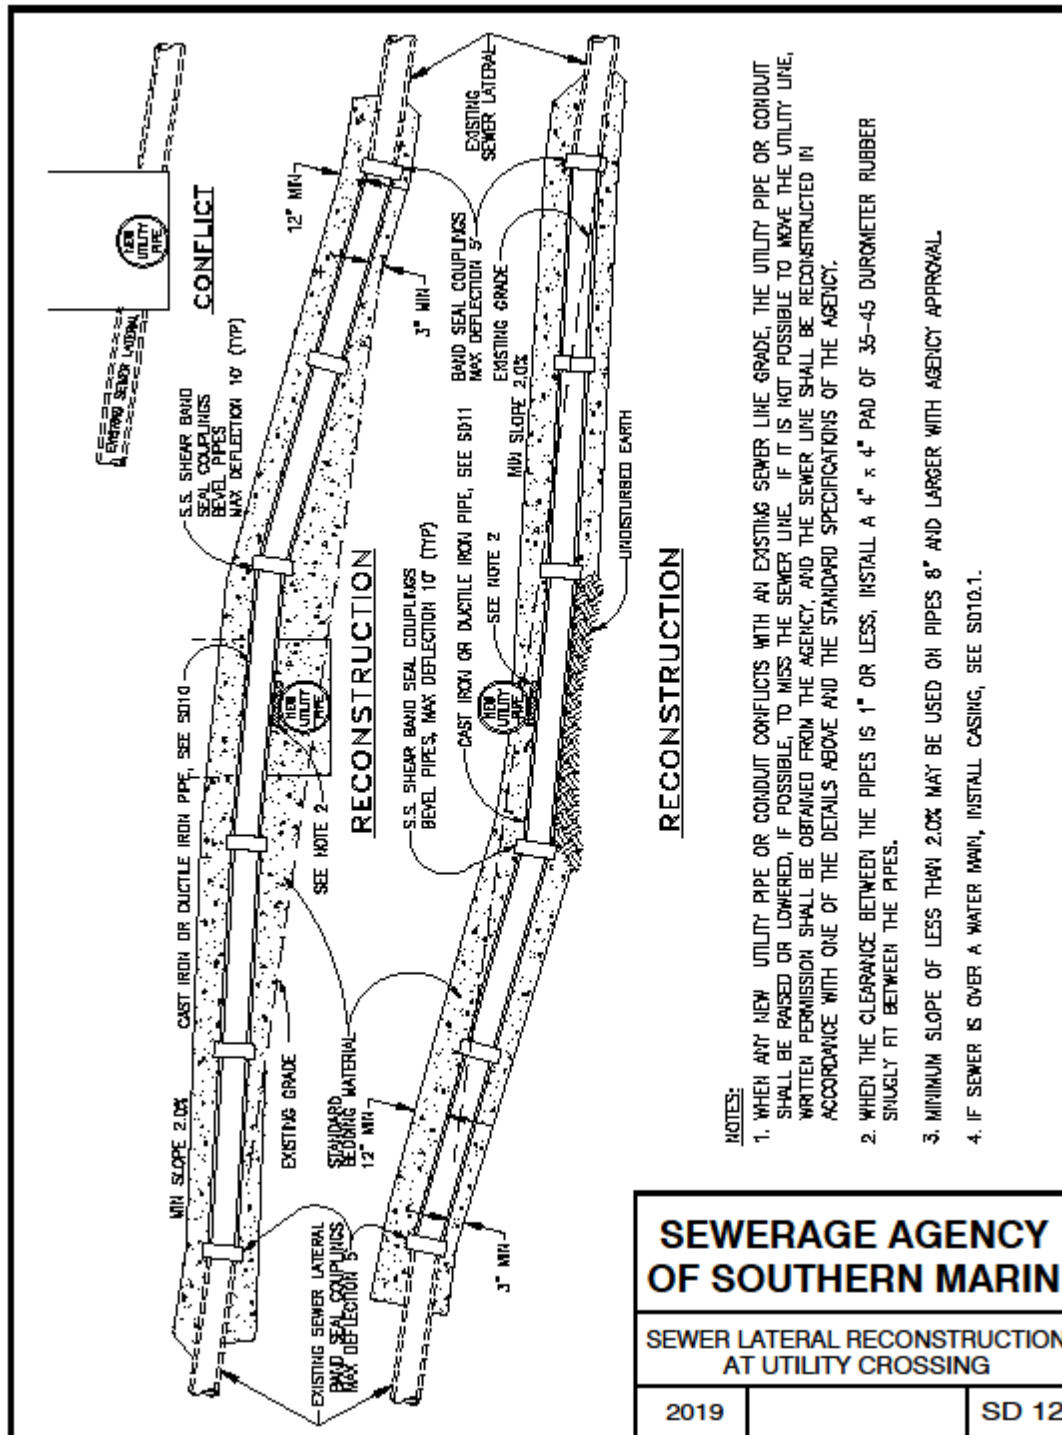 EXISTING SEWER LATERAL
NEW
UTILITY
PIPE
CONFLICT
S.S. SHEAR BAND
SEAL COUPLINGS
BEVEL PIPES
MAX DEFLECTION 10' (TYP)
12" MIN
3" MIN
CAST IRON OR DUCTILE IRON PIPE, SEE SD10
MIN SLOPE 2.0%
NEW
UTILITY
PIPE
SEE NOTE 2
EXISTING GRADE
RECONSTRUCTION
STANDARD
BEDDING MATERIAL
12" MIN
EXISTING SEWER LATERAL
BAND SEAL COUPLINGS
MAX DEFLECTION 5'
3" MIN
EXISTING
SEWER LATERAL
BAND SEAL COUPLINGS
MAX DEFLECTION 5'
EXISTING GRADE
MIN SLOPE 2.0%
S.S. SHEAR BAND SEAL COUPLINGS
BEVEL PIPES, MAX DEFLECTION 10' (TYP)
CAST IRON OR DUCTILE IRON PIPE, SEE SD11
SEE NOTE 2
NEW
UTILITY
PIPE
UNDISTURBED EARTH
RECONSTRUCTION
NOTES:
1. WHEN ANY NEW UTILITY PIPE OR CONDUIT CONFLICTS WITH AN EXISTING SEWER LINE GRADE, THE UTILITY PIPE OR CONDUIT
SHALL BE RAISED OR LOWERED, IF POSSIBLE, TO MISS THE SEWER LINE. IF IT IS NOT POSSIBLE TO MOVE THE UTILITY LINE,
WRITTEN PERMISSION SHALL BE OBTAINED FROM THE AGENCY, AND THE SEWER LINE SHALL BE RECONSTRUCTED IN
ACCORDANCE WITH ONE OF THE DETAILS ABOVE AND THE STANDARD SPECIFICATIONS OF THE AGENCY.
2. WHEN THE CLEARANCE BETWEEN THE PIPES IS 1" OR LESS, INSTALL A 4" x 4" PAD OF 35-45 DUROMETER RUBBER
SNUGLY FIT BETWEEN THE PIPES.
3. MINIMUM SLOPE OF LESS THAN 2.0% MAY BE USED ON PIPES 8" AND LARGER WITH AGENCY APPROVAL.
4. IF SEWER IS OVER A WATER MAIN, INSTALL CASING, SEE SD10.1.
SEWERAGE AGENCY
OF SOUTHERN MARIN
SEWER LATERAL RECONSTRUCTION
AT UTILITY CROSSING
2019
SD 12